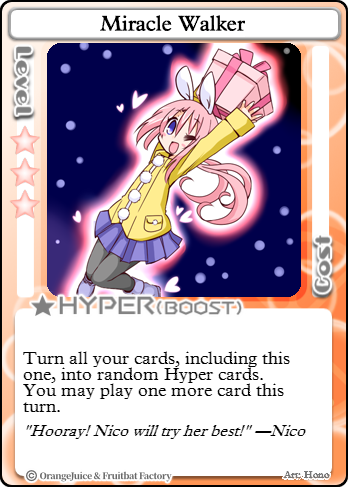 Miracle Walker
Level
Cost
HYPER(BOOST)
Turn all your cards, including this
one, into random Hyper cards.
You may play one more card this
turn.
"Hooray! Nico will try her best!" —Nico
© OrangeJuice & Fruitbat Factory
Art: Hono